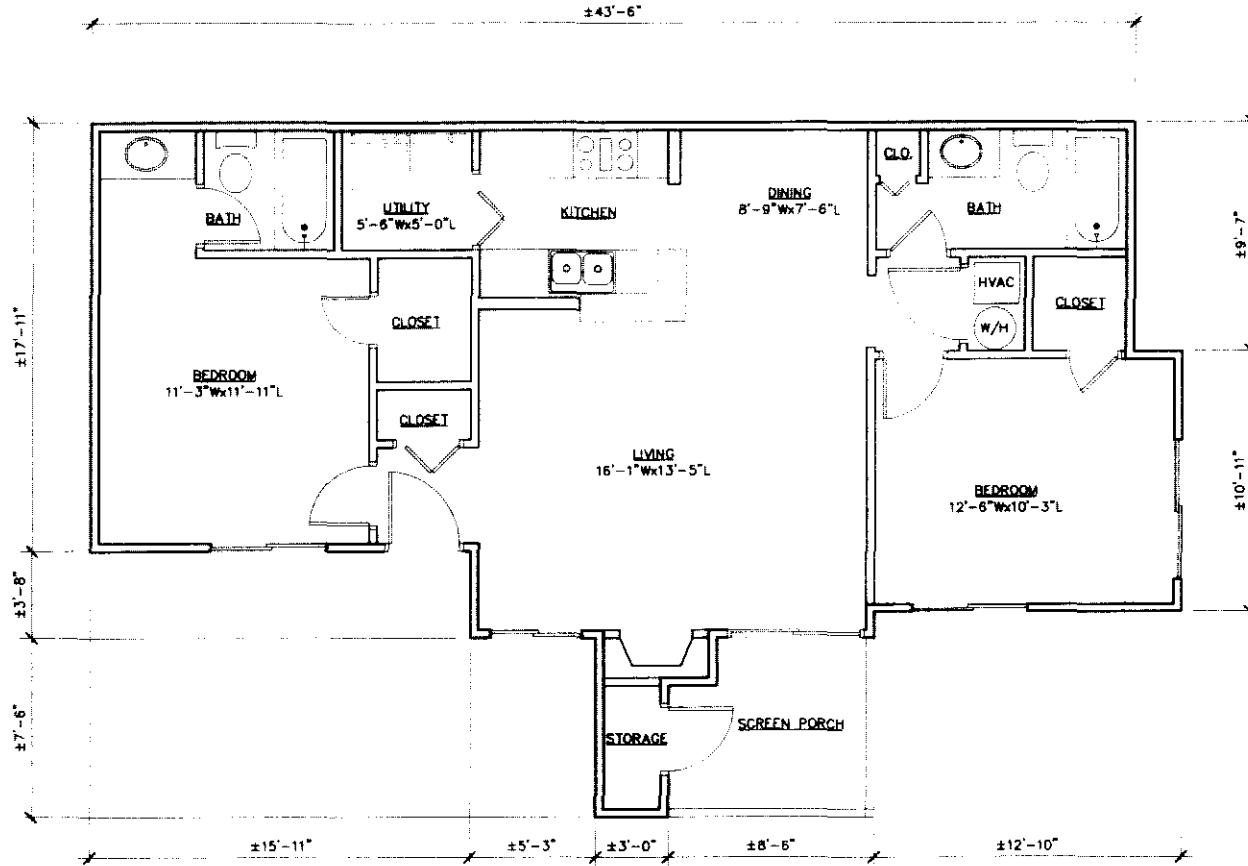 ±43'-6"
CLO.
UTILITY
5'-6"Wx5'-0"L
KITCHEN
DINING
8'-9"Wx7'-6"L
BATH
BATH
±9'-7"
HVAC
W/H
CLOSET
CLOSET
±17'-11"
BEDROOM
11'-3"Wx11'-11"L
CLOSET
LIVING
16'-1"Wx13'-5"L
BEDROOM
12'-6"Wx10'-3"L
±10'-11"
±3'-8"
±7'-6"
STORAGE
SCREEN PORCH
±15'-11"
±5'-3"
±3'-0"
±8'-6"
±12'-10"